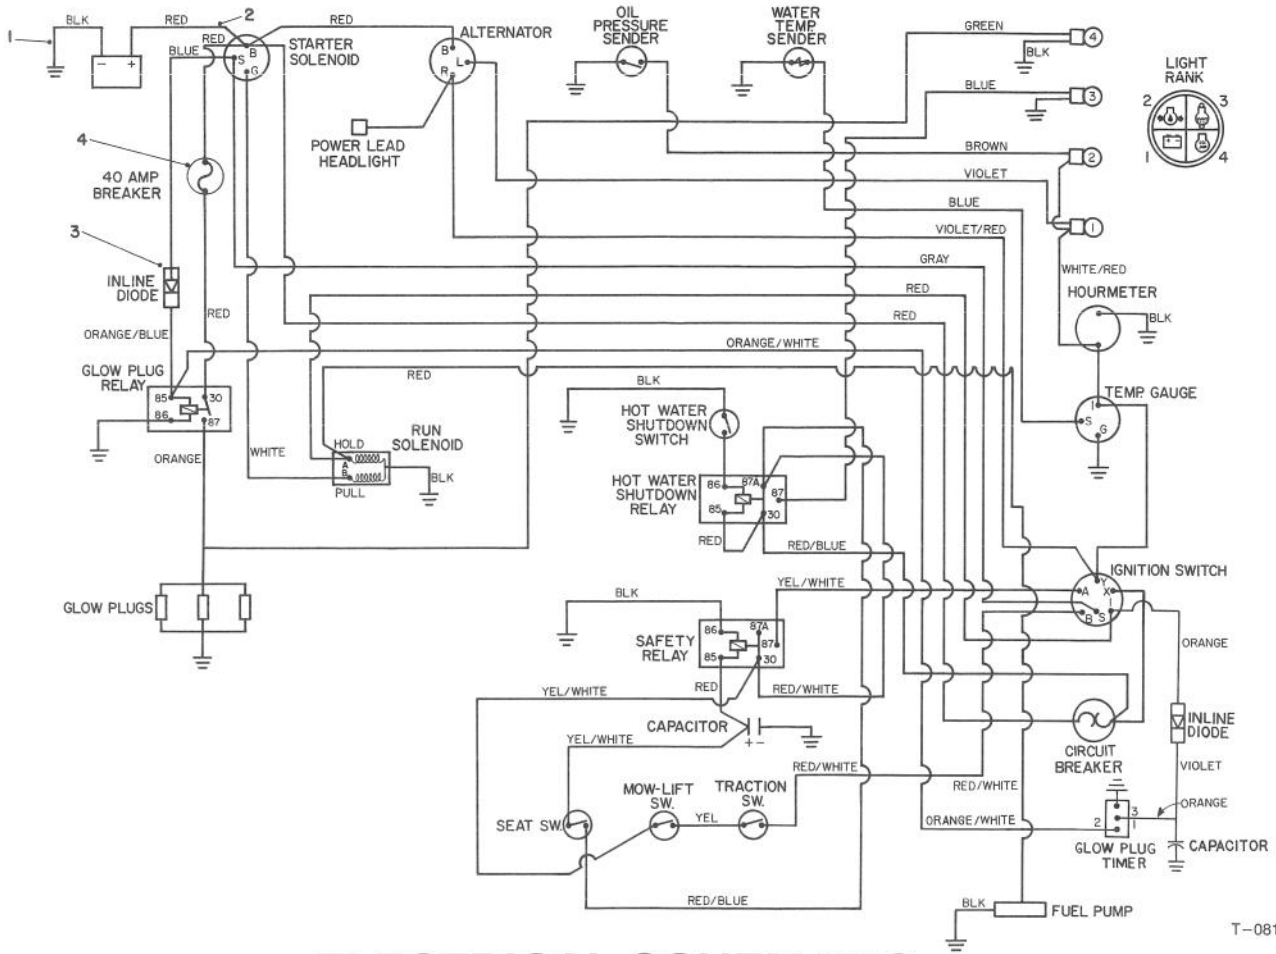 1
BLK
RED
2
RED
RED
BLUE
- +
B
S
G
STARTER
SOLENOID
B
L
R
ALTERNATOR
POWER LEAD
HEADLIGHT
OIL
PRESSURE
SENDER
WATER
TEMP.
SENDER
GREEN
BLK
4
BLUE
3
BROWN
2
VIOLET
BLUE
1
VIOLET/RED
LIGHT
RANK
2 3
1 4
- +
4
40 AMP
BREAKER
3
INLINE
DIODE
RED
ORANGE/BLUE
GRAY
RED
RED
ORANGE/WHITE
RED
WHITE/RED
HOURMETER
BLK
GLOW PLUG
RELAY
85 30
86 87
ORANGE
WHITE
HOLD
A
B
PULL
RUN
SOLENOID
BLK
BLK
HOT WATER
SHUTDOWN
SWITCH
TEMP. GAUGE
I
S
G
HOT WATER
SHUTDOWN
RELAY
86 87A
87
85 30
RED
RED/BLUE
GLOW PLUGS
BLK
YEL/WHITE
IGNITION SWITCH
Y
A X
I
B S
SAFETY
RELAY
86 87A
87
85 30
RED
RED/WHITE
YEL/WHITE
ORANGE
CAPACITOR
+ -
YEL/WHITE
INLINE
DIODE
CIRCUIT
BREAKER
VIOLET
RED/WHITE
RED/WHITE
MOW-LIFT
SW.
TRACTION
SW.
YEL
SEAT SW.
ORANGE/WHITE
3
2 1
ORANGE
GLOW PLUG
TIMER
CAPACITOR
RED/BLUE
BLK
FUEL PUMP
T-081